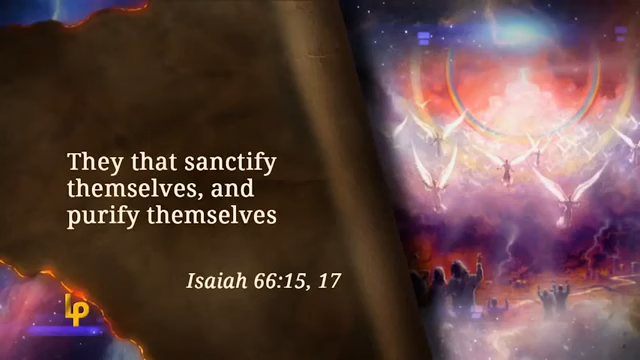 They that sanctify
themselves, and
purify themselves
Isaiah 66:15, 17
LP